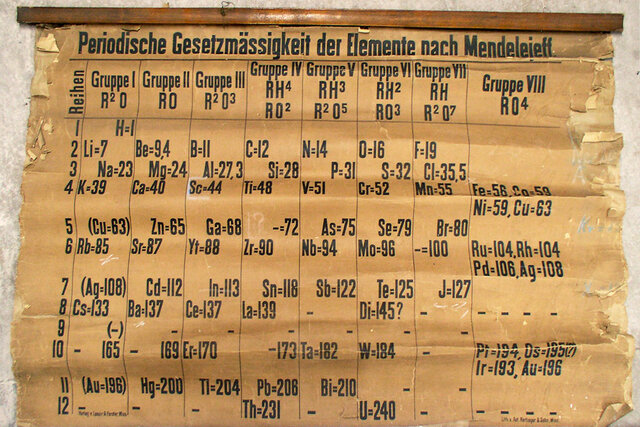 Periodische Gesetzmässigkeit der Elemente nach Mendelejeff.
Reihen Gruppe I Gruppe II Gruppe III Gruppe IV Gruppe V Gruppe VI Gruppe VII Gruppe VIII
RH⁴ RH³ RH² RH
R²O RO R²O³ RO² R²O⁵ RO³ R²O⁷ RO⁴
1 H=1
2 Li=7 Be=9,4 B=11 C=12 N=14 O=16 F=19
3 Na=23 Mg=24 Al=27,3 Si=28 P=31 S=32 Cl=35,5
4 K=39 Ca=40 Sc=44 Ti=48 V=51 Cr=52 Mn=55 Fe=56, Co=59
Ni=59, Cu=63
5 (Cu=63) Zn=65 Ga=68 -=72 As=75 Se=79 Br=80
6 Rb=85 Sr=87 Yt=88 Zr=90 Nb=94 Mo=96 -=100 Ru=104, Rh=104
Pd=106, Ag=108
7 (Ag=108) Cd=112 In=113 Sn=118 Sb=122 Te=125 J=127
8 Cs=133 Ba=137 Ce=137 La=139 - Di=145? - - - -
9 (-) - - - - - -
10 - 165 - 169 Er=170 -173 Ta=182 W=184 - Pt=194, Os=195(?)
Ir=193, Au=196
11 (Au=196) Hg=200 Tl=204 Pb=206 Bi=210 - -
12 - - - Th=231 - U=240 - - - -